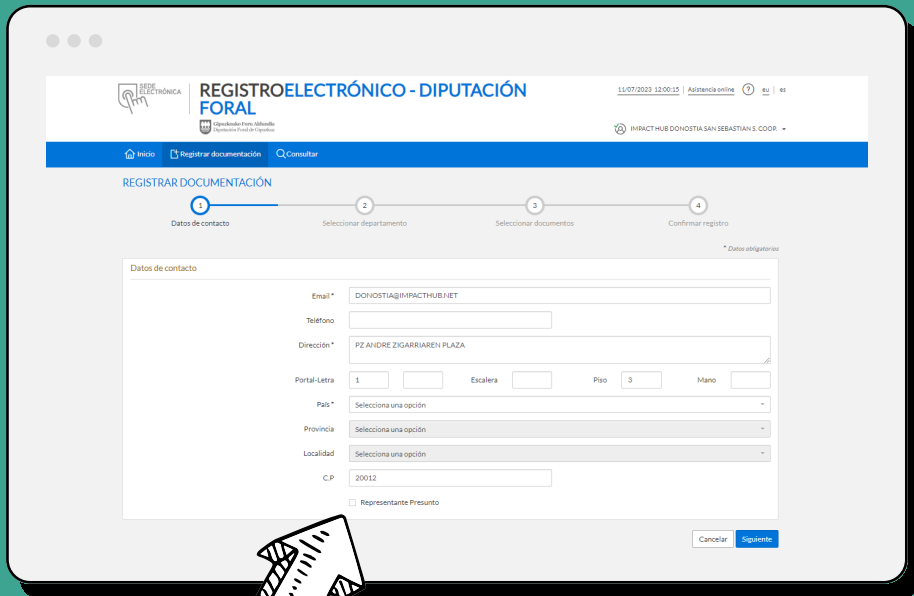 SEDE
ELECTRÓNICA
REGISTROELECTRÓNICO - DIPUTACIÓN
FORAL
Gipuzkoako Foru Aldundia
Diputación Foral de Gipuzkoa
11/07/2023 12:00:15 | Asistencia online ? eu | es
IMPACT HUB DONOSTIA SAN SEBASTIAN S. COOP.
Inicio Registrar documentación Consultar
REGISTRAR DOCUMENTACIÓN
1 2 3 4
Datos de contacto Seleccionar departamento Seleccionar documentos Confirmar registro
* Datos obligatorios
Datos de contacto
Email * DONOSTIA@IMPACTHUB.NET
Teléfono
Dirección * PZ ANDRE ZIGARRIAREN PLAZA
Portal-Letra 1 Escalera Piso 3 Mano
País * Selecciona una opción
Provincia Selecciona una opción
Localidad Selecciona una opción
C.P 20012
Representante Presunto
Cancelar Siguiente